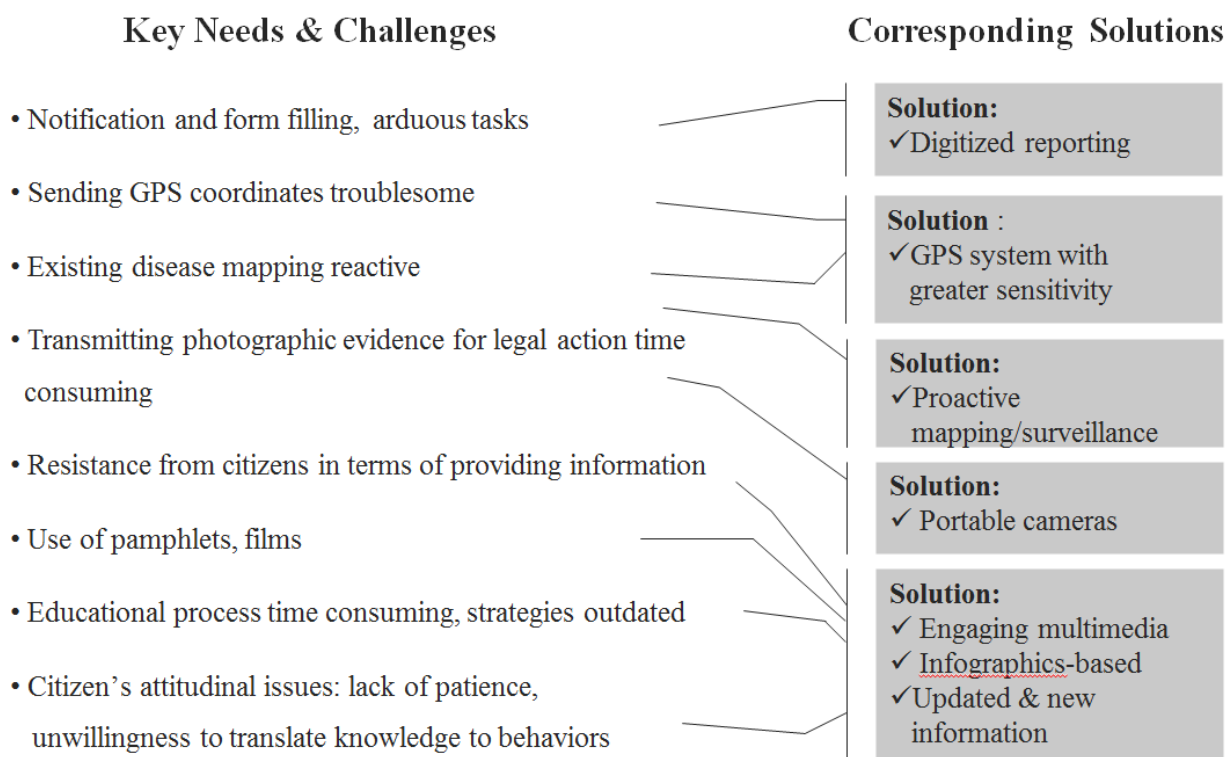 Key Needs & Challenges
• Notification and form filling, arduous tasks
• Sending GPS coordinates troublesome
• Existing disease mapping reactive
• Transmitting photographic evidence for legal action time
consuming
• Resistance from citizens in terms of providing information
• Use of pamphlets, films
• Educational process time consuming, strategies outdated
• Citizen's attitudinal issues: lack of patience,
unwillingness to translate knowledge to behaviors
Corresponding Solutions
Solution:
✓Digitized reporting
Solution :
✓GPS system with
greater sensitivity
Solution:
✓Proactive
mapping/surveillance
Solution:
✓ Portable cameras
Solution:
✓ Engaging multimedia
✓ Infographics-based
✓Updated & new
information